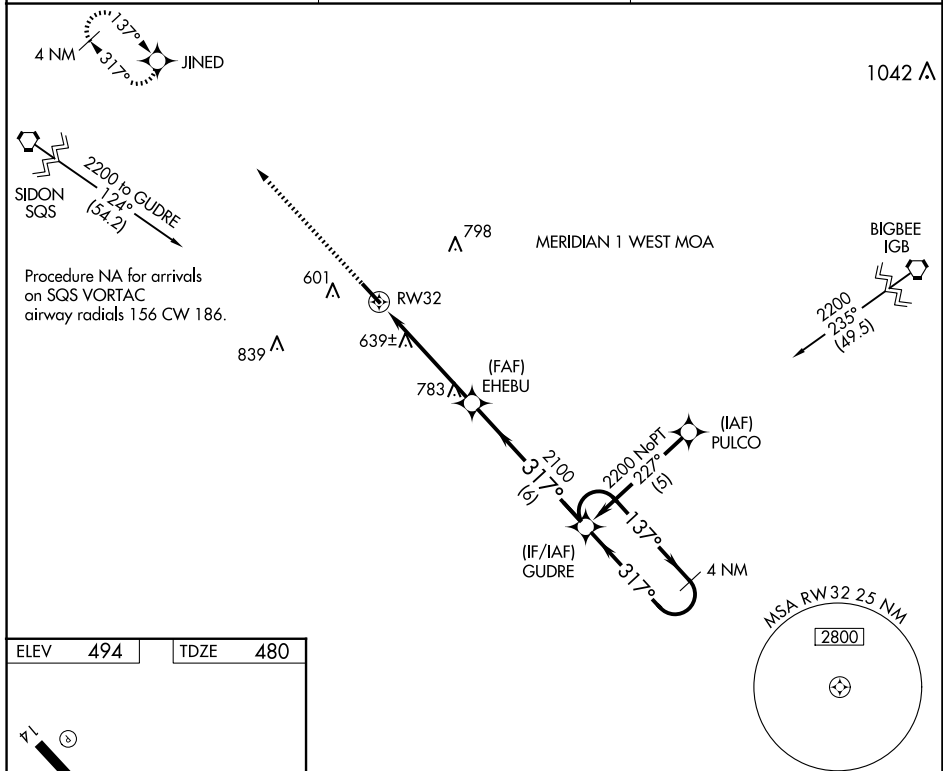 137°
4 NM
317°
JINED
1042
SIDON
SQS
2200 to GUDRE
124°
(54.2)
Procedure NA for arrivals
on SQS VORTAC
airway radials 156 CW 186.
798
MERIDIAN 1 WEST MOA
BIGBEE
IGB
2200
235°
(49.5)
601
RW32
639±
839
(FAF)
EHEBU
783
(IAF)
PULCO
2200 NoPT
227°
(5)
2100
317°
(6)
137°
(IF/IAF)
GUDRE
317°
4 NM
MSA RW32 25 NM
2800
ELEV 494
TDZE 480
14
P